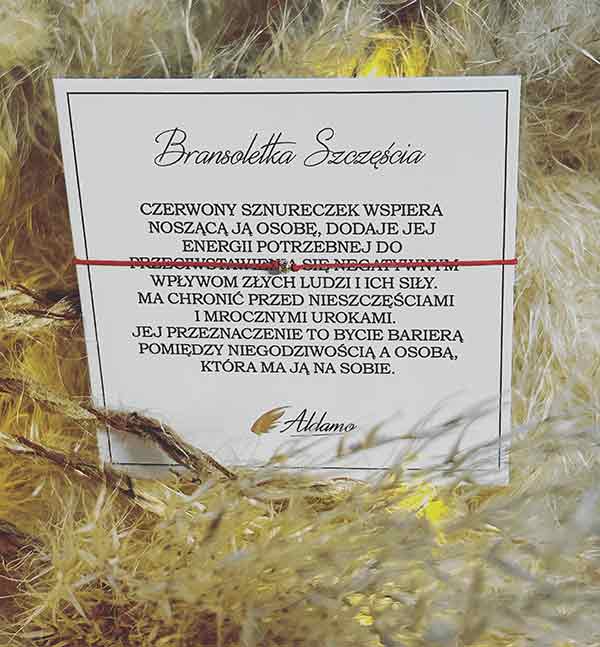 Bransoletka Szczęścia
CZERWONY SZNURECZEK WSPIERA
NOSZĄCĄ JĄ OSOBĘ, DODAJE JEJ
ENERGII POTRZEBNEJ DO
SIĘ NEGATYWNYM
WPŁYWOM ZŁYCH LUDZI I ICH SIŁY.
MA CHRONIĆ PRZED NIESZCZĘŚCIAMI
I MROCZNYMI UROKAMI.
JEJ PRZEZNACZENIE TO BYCIE BARIERĄ
POMIĘDZY NIEGODZIWOŚCIĄ A OSOBĄ,
KTÓRA MA JĄ NA SOBIE.
Aldamo